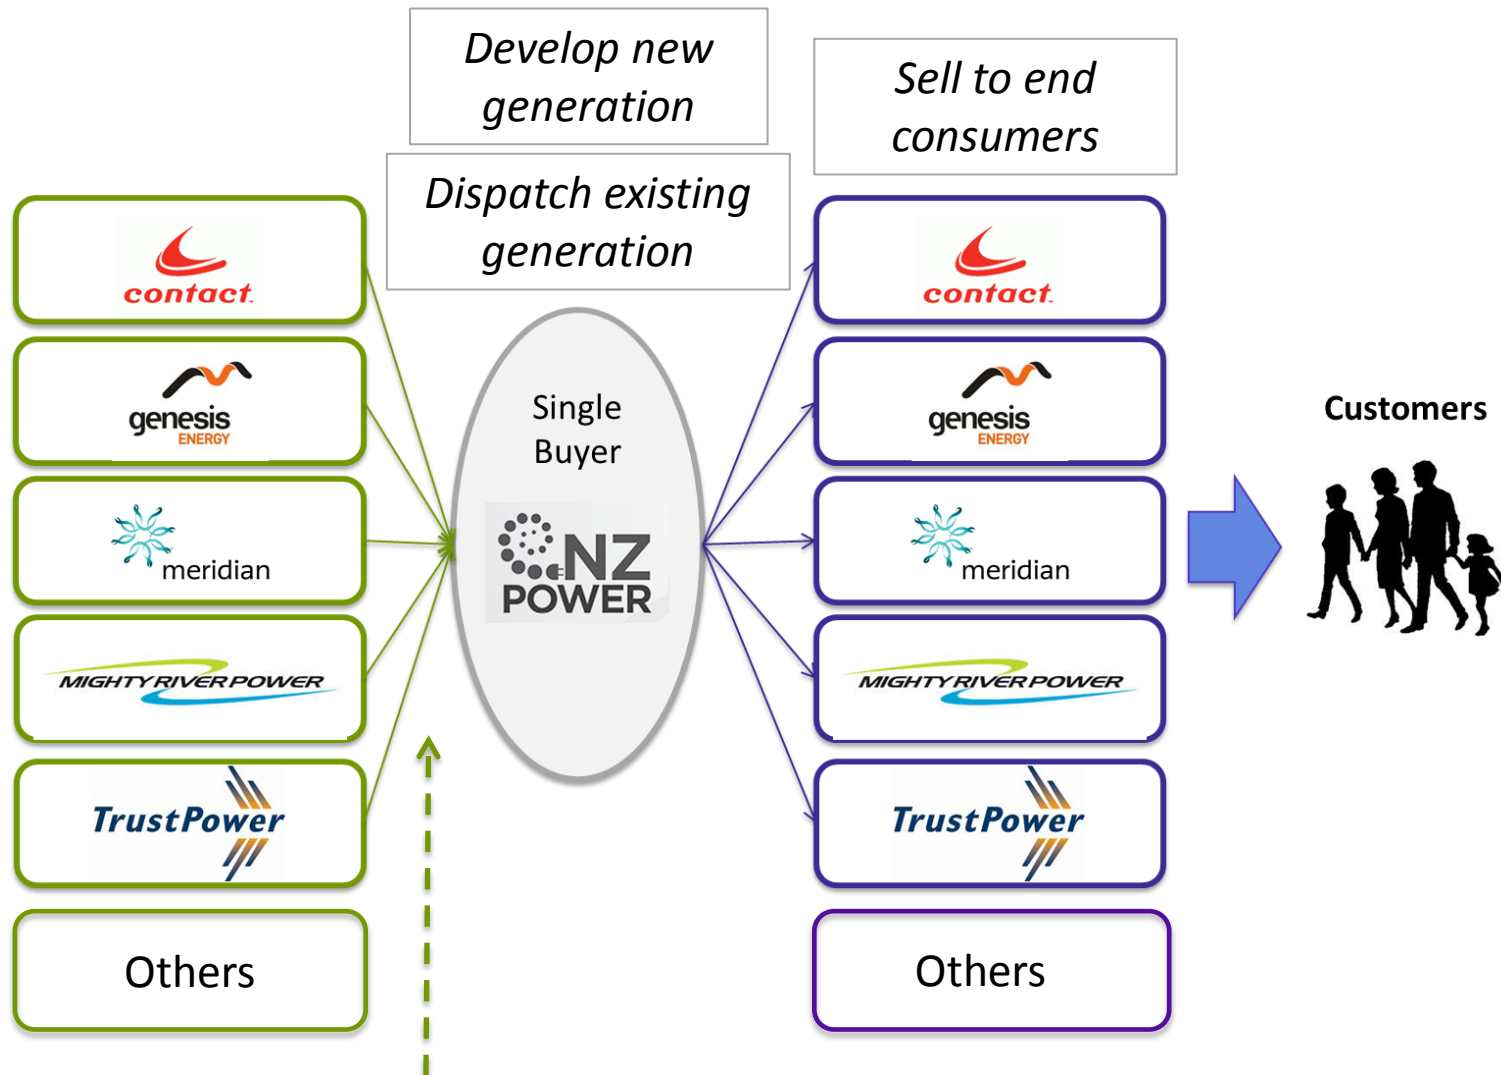 Develop new
generation
Sell to end
consumers
Dispatch existing
generation
contact
genesis
ENERGY
meridian
MIGHTY RIVER POWER
TrustPower
Others
Single
Buyer
NZ
POWER
contact
genesis
ENERGY
meridian
MIGHTY RIVER POWER
TrustPower
Others
Customers